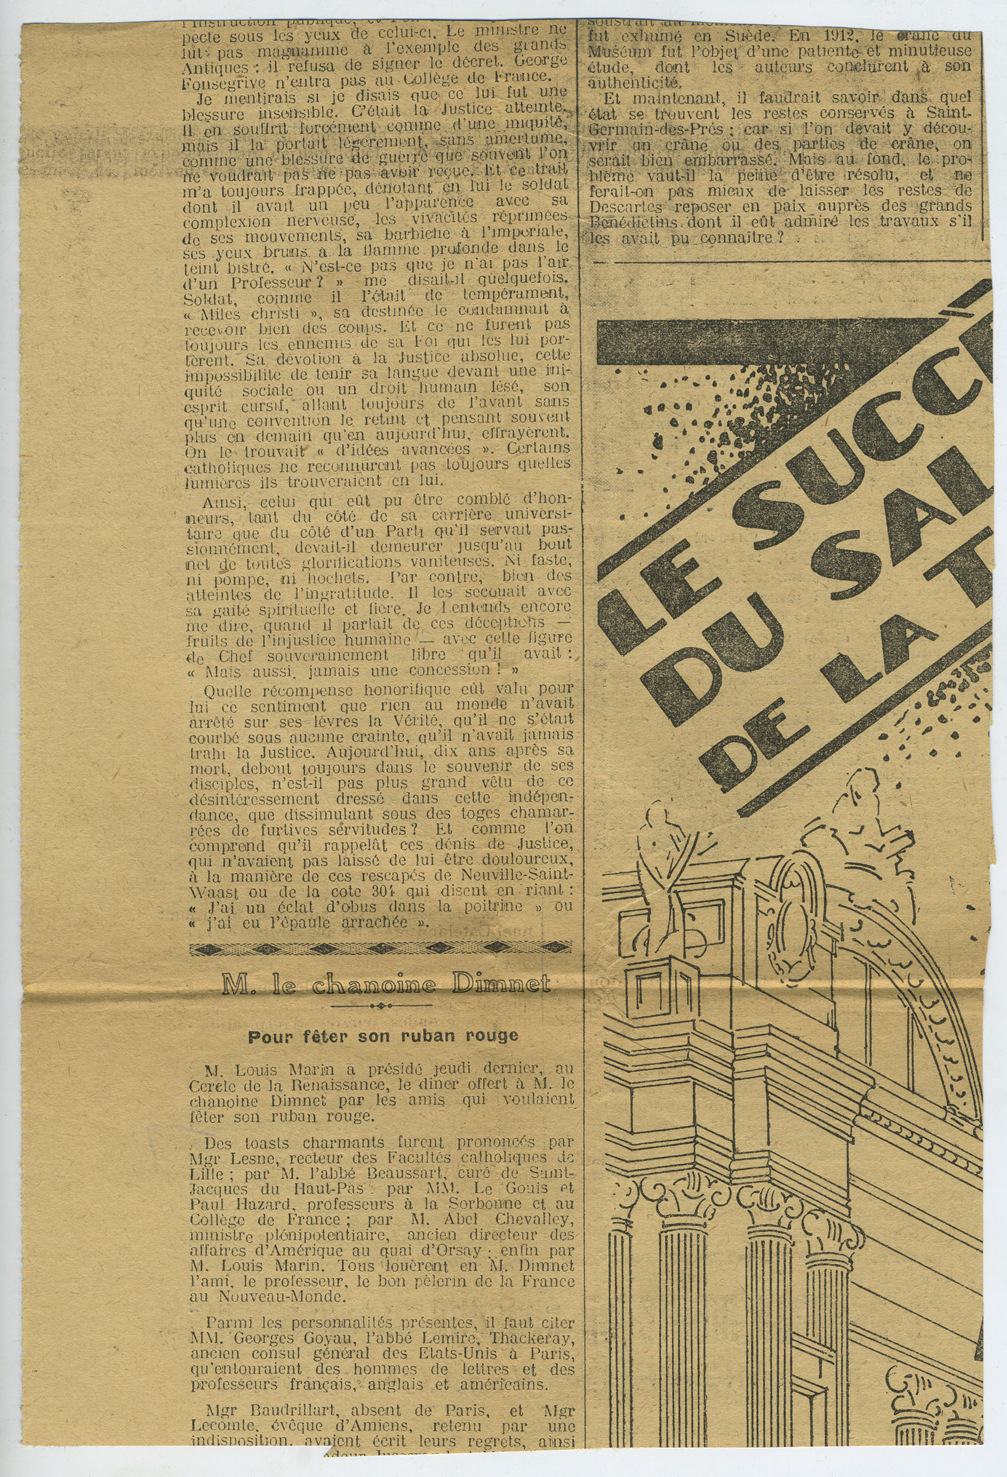 l'instruction publique, et l'on
pecte sous les yeux de celui-ci. Le ministre ne
fut pas magnanime à l'exemple des grands
Antiques : il refusa de signer le décret. George
Fonsegrive n'entra pas au Collège de France.
Je mentirais si je disais que ce lui fut une
blessure insensible. C'était la Justice atteinte.
Il en souffrit forcément comme d'une iniquité,
mais il la portait légèrement, sans amertume,
comme une blessure de guerre que souvent l'on
ne voudrait pas ne pas avoir reçue. Et ce trait
m'a toujours frappée, dénotant en lui le soldat
dont il avait un peu l'apparence avec sa
complexion nerveuse, les vivacités réprimées
de ses mouvements, sa barbiche à l'impériale,
ses yeux bruns à la flamme profonde dans le
teint bistré. « N'est-ce pas que je n'ai pas l'air
d'un Professeur ? » me disait-il quelquefois.
Soldat, comme il l'était de tempérament,
« Miles christi », sa destinée le condamnait à
recevoir bien des coups. Et ce ne furent pas
toujours les ennemis de sa Foi qui les lui por-
tèrent. Sa dévotion à la Justice absolue, cette
impossibilité de tenir sa langue devant une ini-
quité sociale ou un droit humain lésé, son
esprit cursif, allant toujours de l'avant sans
qu'une convention le retînt et pensant souvent
plus en demain qu'en aujourd'hui, effrayèrent.
On le trouvait « d'idées avancées ». Certains
catholiques ne reconnurent pas toujours quelles
lumières ils trouveraient en lui.
Ainsi, celui qui eût pu être comblé d'hon-
neurs, tant du côté de sa carrière universi-
taire que du côté d'un Parti qu'il servait pas-
sionnément, devait-il demeurer jusqu'au bout
net de toutes glorifications vaniteuses. Ni faste,
ni pompe, ni hochets. Par contre, bien des
atteintes de l'ingratitude. Il les secouait avec
sa gaité spirituelle et fière. Je l'entends encore
me dire, quand il parlait de ces déceptions —
fruits de l'injustice humaine — avec cette figure
de Chef souverainement libre qu'il avait :
« Mais aussi, jamais une concession ! »
Quelle récompense honorifique eût valu pour
lui ce sentiment que rien au monde n'avait
arrêté sur ses lèvres la Vérité, qu'il ne s'était
courbé sous aucune crainte, qu'il n'avait jamais
trahi la Justice. Aujourd'hui, dix ans après sa
mort, debout toujours dans le souvenir de ses
disciples, n'est-il pas plus grand vêtu de ce
désintéressement dressé dans cette indépen-
dance, que dissimulant sous des toges chamar-
rées de furtives servitudes ? Et comme l'on
comprend qu'il rappelât ces dénis de Justice,
qui n'avaient pas laissé de lui être douloureux,
à la manière de ces rescapés de Neuville-Saint-
Waast ou de la cote 304 qui disent en riant :
« J'ai un éclat d'obus dans la poitrine » ou
« j'ai eu l'épaule arrachée ».
M. le chanoine Dimnet
Pour fêter son ruban rouge
M. Louis Marin a présidé jeudi dernier, au
Cercle de la Renaissance, le dîner offert à M. le
chanoine Dimnet par les amis qui voulaient
fêter son ruban rouge.
Des toasts charmants furent prononcés par
Mgr Lesne, recteur des Facultés catholiques de
Lille ; par M. l'abbé Beaussart, curé de Saint-
Jacques du Haut-Pas ; par MM. Le Gouis et
Paul Hazard, professeurs à la Sorbonne et au
Collège de France ; par M. Abel Chevalley,
ministre plénipotentiaire, ancien directeur des
affaires d'Amérique au quai d'Orsay ; enfin par
M. Louis Marin. Tous louèrent en M. Dimnet
l'ami, le professeur, le bon pèlerin de la France
au Nouveau-Monde.
Parmi les personnalités présentes, il faut citer
MM. Georges Goyau, l'abbé Lemire, Thackeray,
ancien consul général des Etats-Unis à Paris,
qu'entouraient des hommes de lettres et des
professeurs français, anglais et américains.
Mgr Baudrillart, absent de Paris, et Mgr
Lecomte, évêque d'Amiens, retenu par une
indisposition, avaient écrit leurs regrets, ainsi
fut exhumé en Suède. En 1912, le crâne du
Muséum fut l'objet d'une patiente et minutieuse
étude, dont les auteurs conclurent à son
authenticité.
Et maintenant, il faudrait savoir dans quel
état se trouvent les restes conservés à Saint-
Germain-des-Prés ; car si l'on devait y décou-
vrir un crâne ou des parties de crâne, on
serait bien embarrassé. Mais au fond, le pro-
blème vaut-il la peine d'être résolu, et ne
ferait-on pas mieux de laisser les restes de
Descartes reposer en paix auprès des grands
Bénédictins dont il eût admiré les travaux s'il
les avait pu connaître ?
LE SUCC
DU SAL
DE LA T